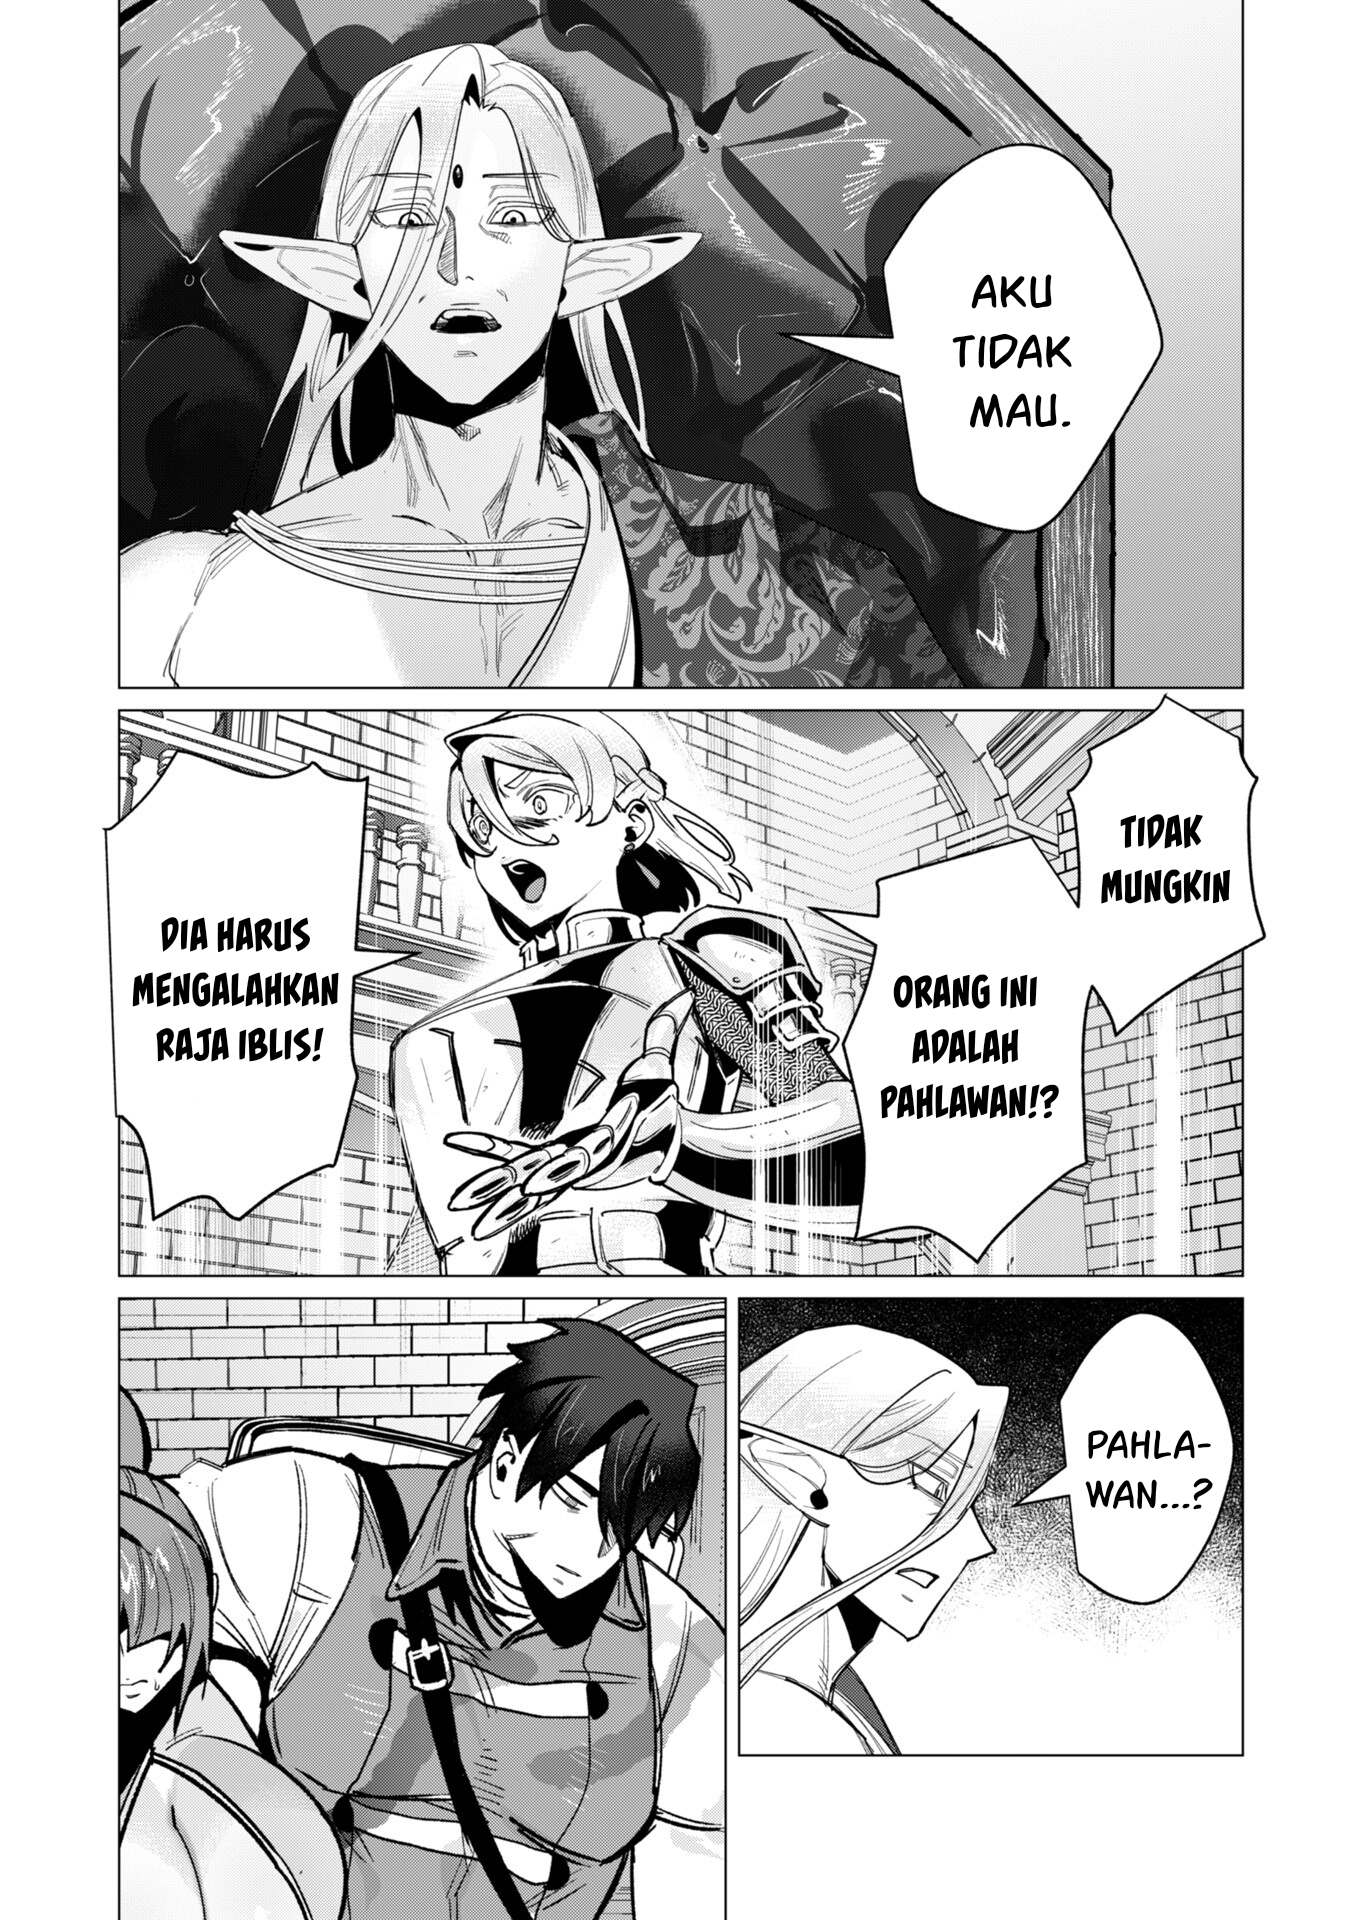 AKU
TIDAK
MAU.
TIDAK
MUNGKIN
ORANG INI
ADALAH
PAHLAWAN!?
DIA HARUS
MENGALAHKAN
RAJA IBLIS!
PAHLA-
WAN...?